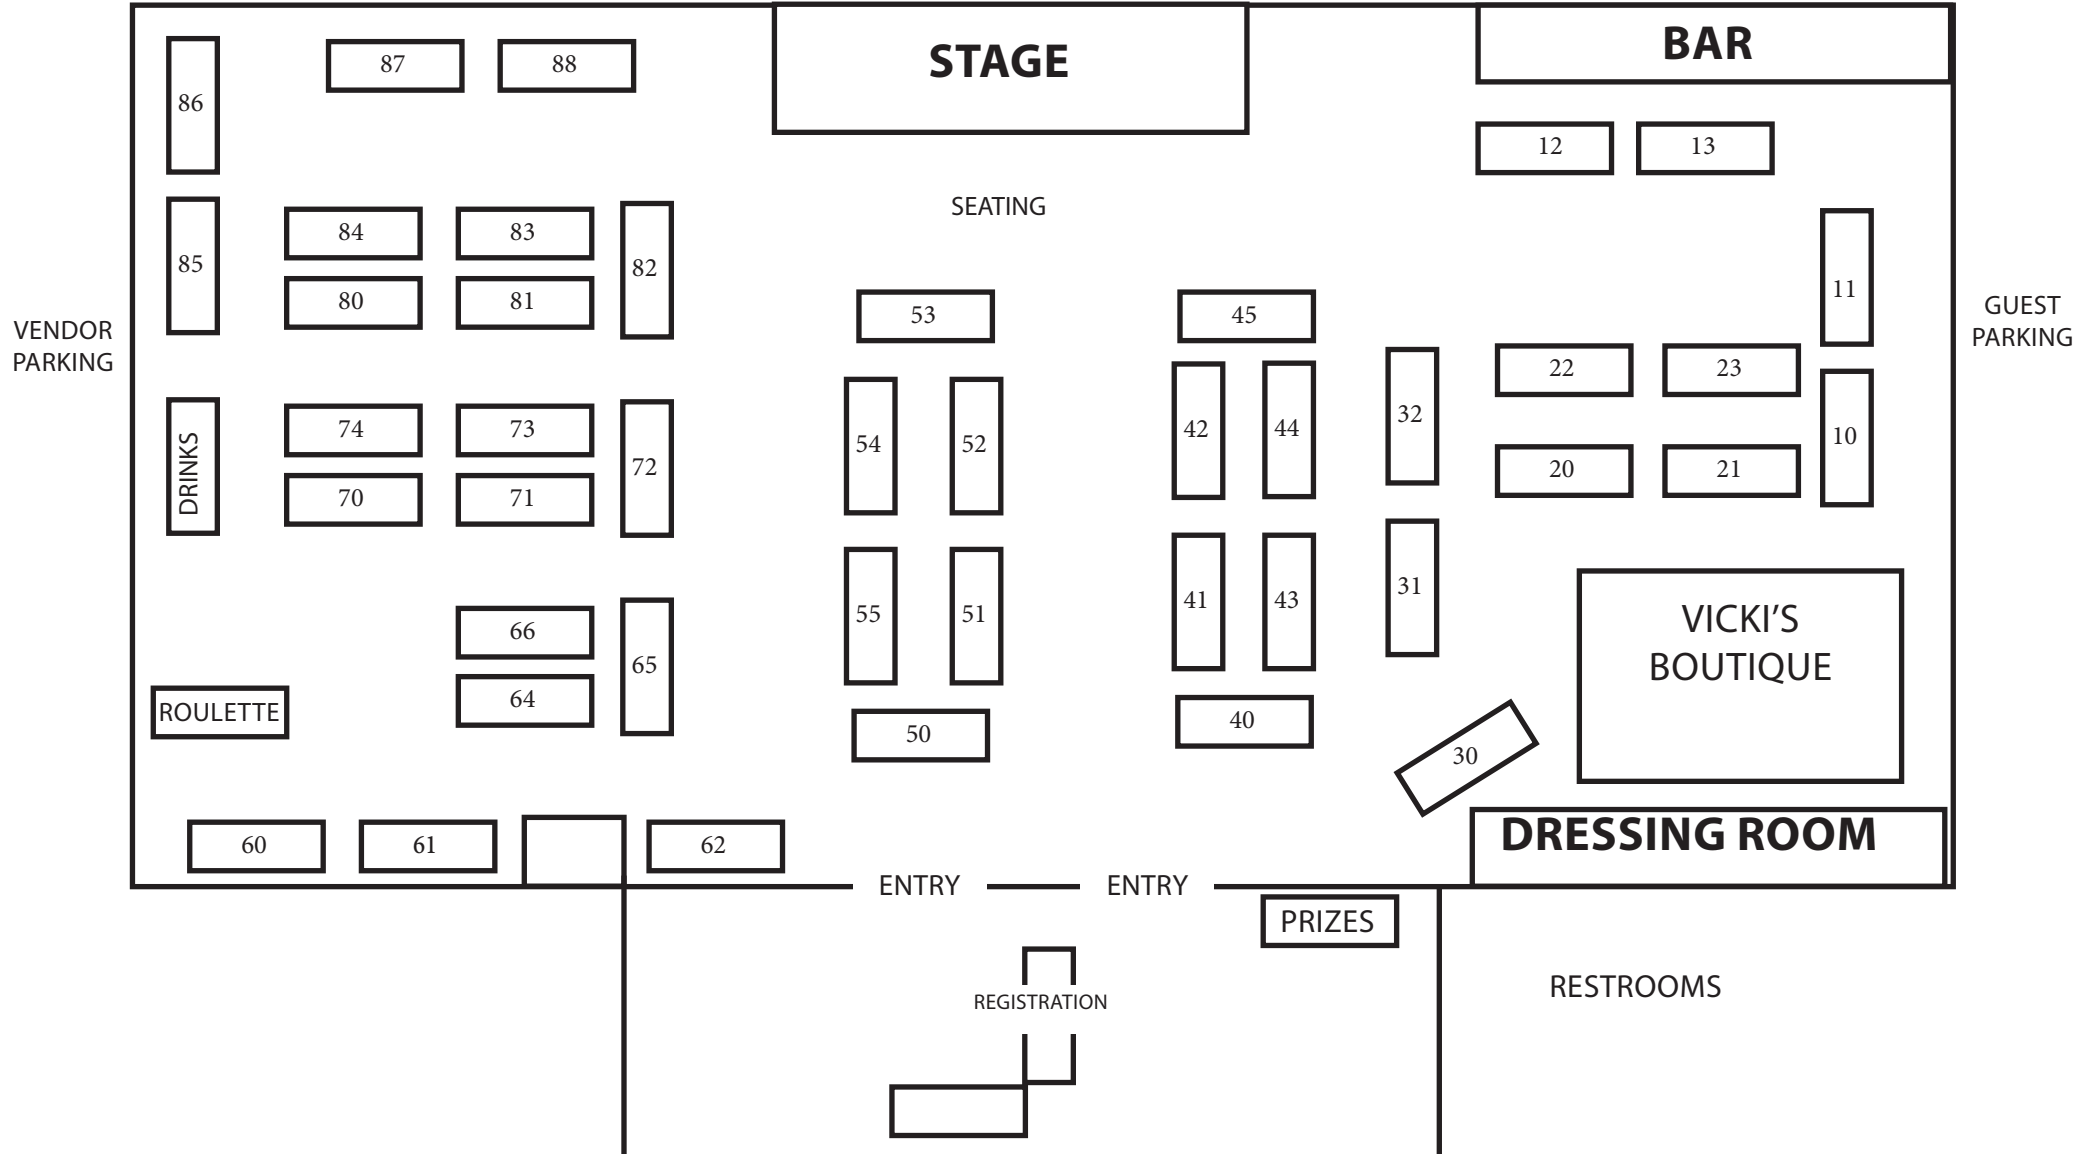 STAGE
BAR
87
88
86
12
13
SEATING
84
83
82
85
80
81
11
53
45
VENDOR
PARKING
GUEST
PARKING
22
23
32
42
44
54
52
74
73
72
DRINKS
70
71
20
21
10
31
41
43
55
51
66
65
64
VICKI'S
BOUTIQUE
ROULETTE
50
40
30
60
61
62
DRESSING ROOM
ENTRY
ENTRY
PRIZES
REGISTRATION
RESTROOMS